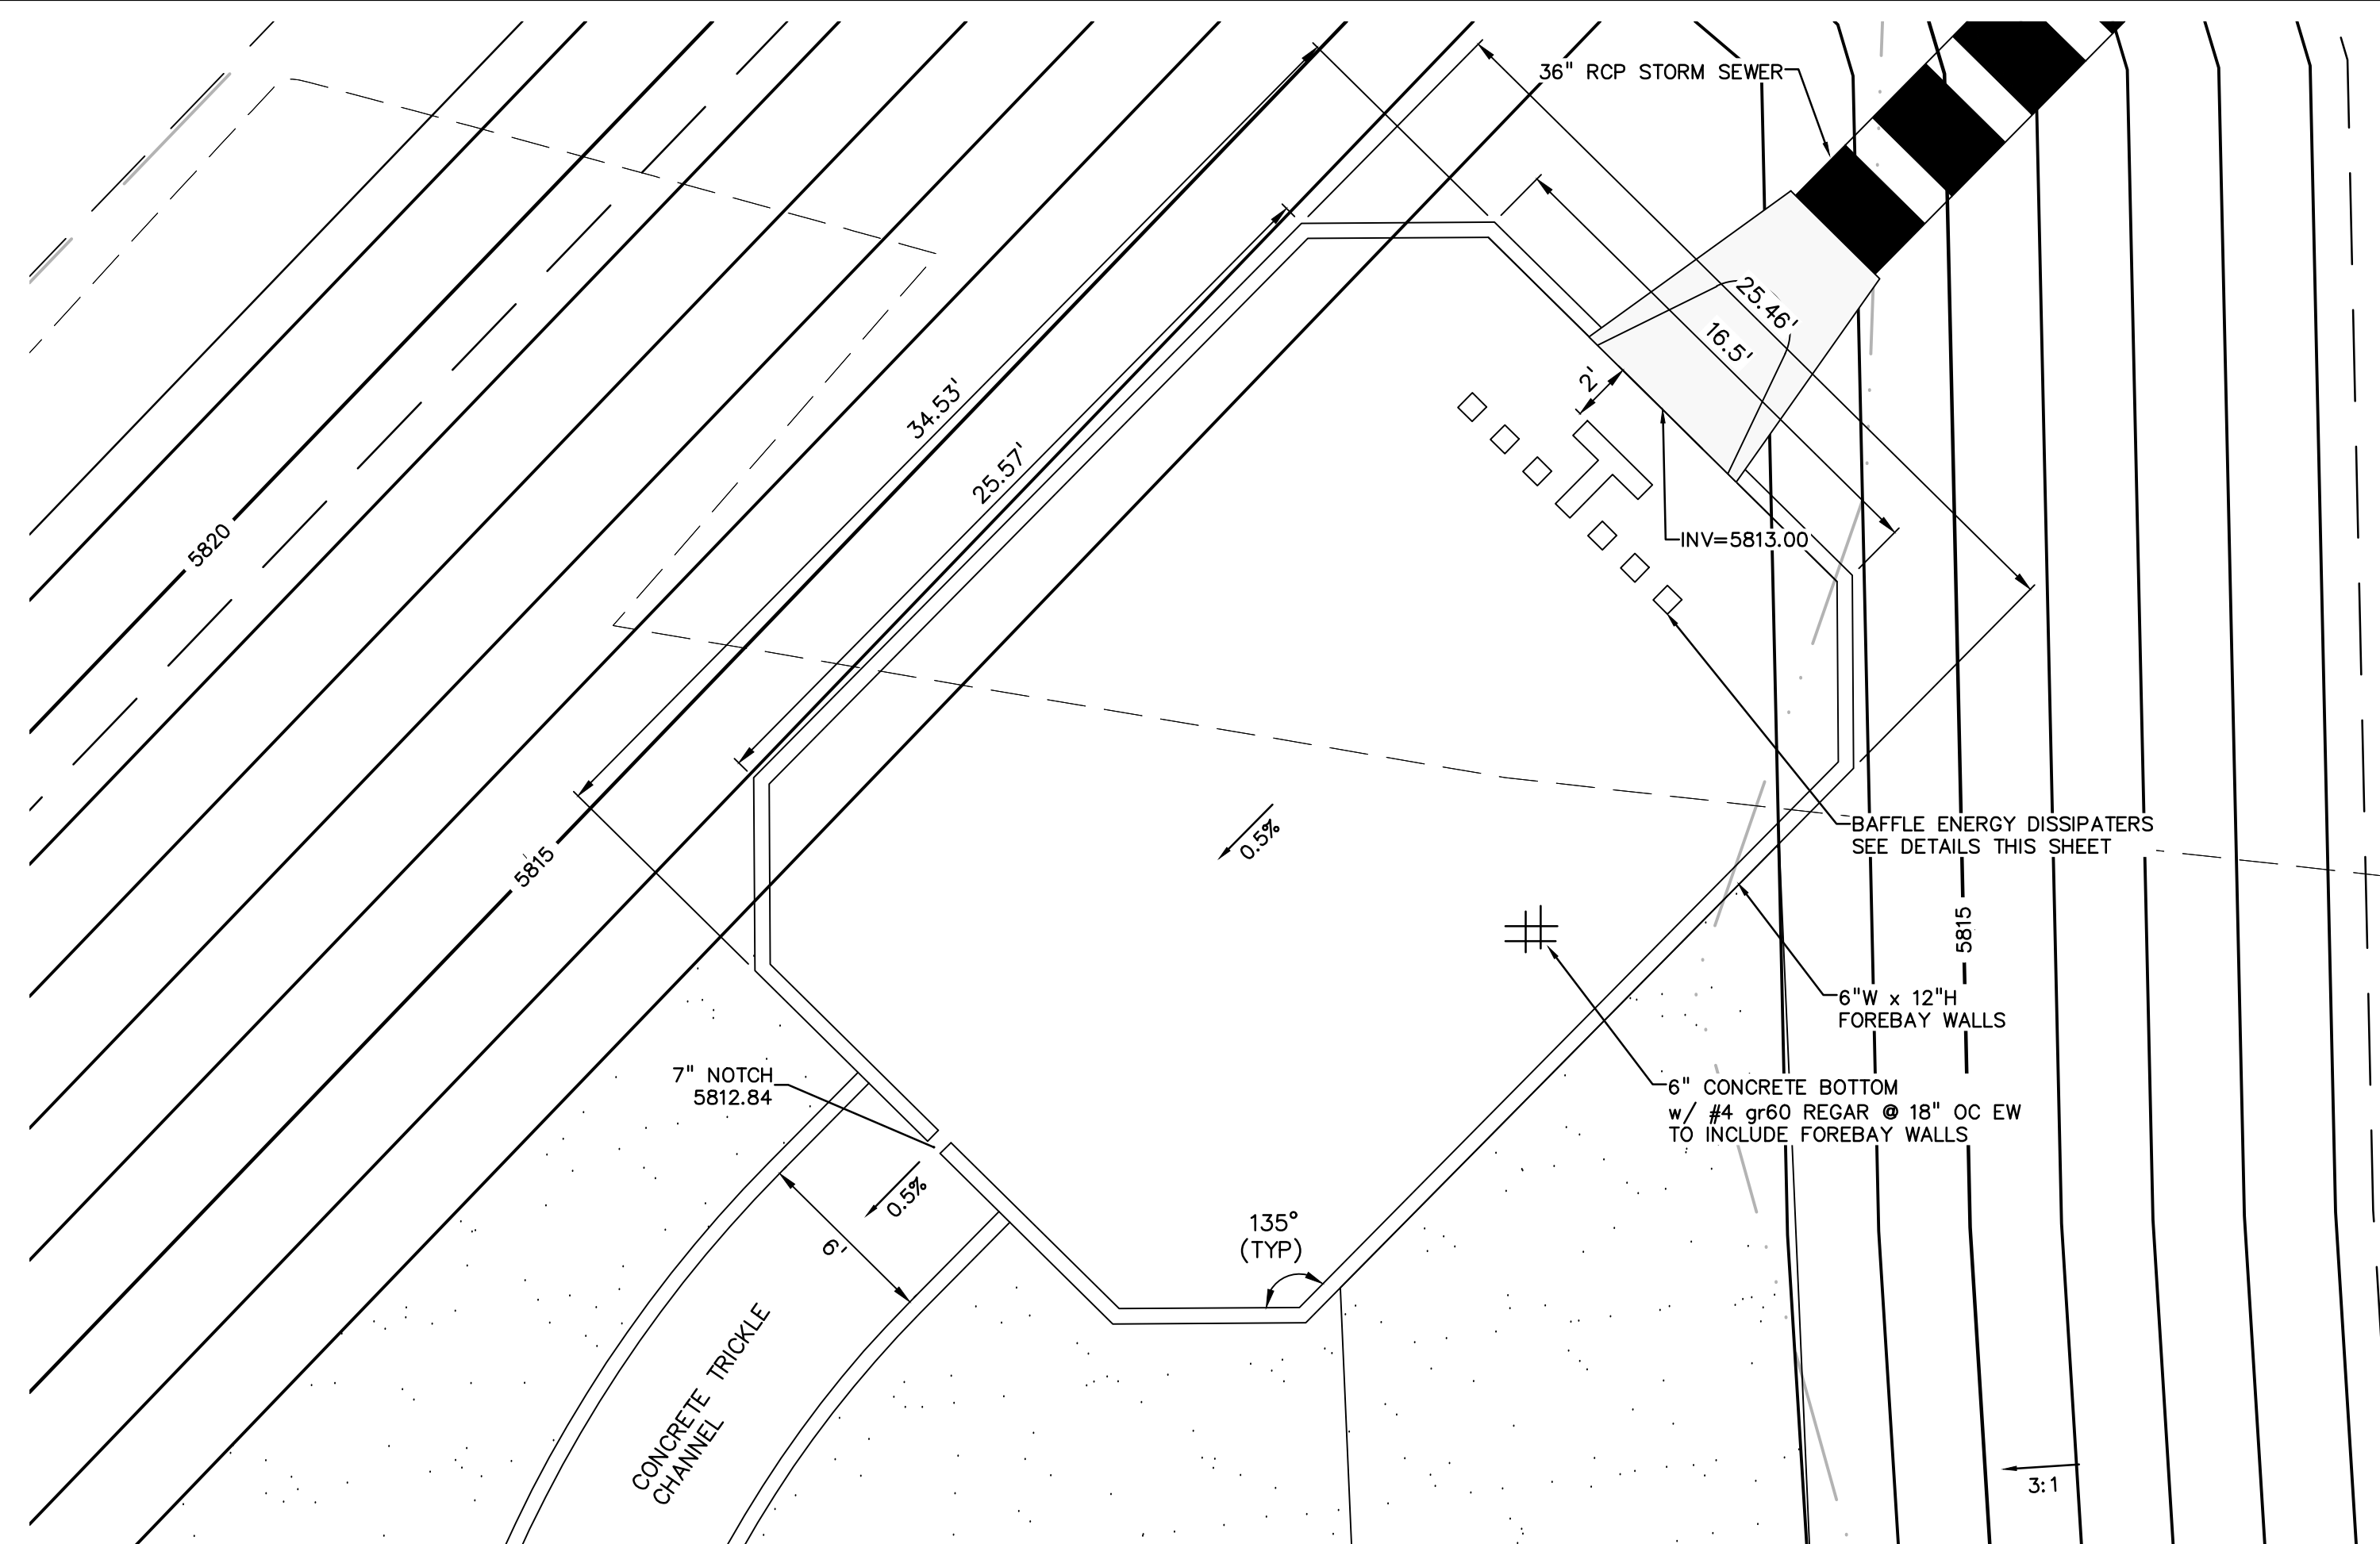 36" RCP STORM SEWER
25.46'
16.5'
34.53'
2'
25.57'
5820
INV=5813.00
BAFFLE ENERGY DISSIPATERS
SEE DETAILS THIS SHEET
0.5%
5815
5815
6"W x 12"H
FOREBAY WALLS
7" NOTCH
5812.84
6" CONCRETE BOTTOM
w/ #4 gr60 REGAR @ 18" OC EW
TO INCLUDE FOREBAY WALLS
0.5%
6'
135°
(TYP)
CONCRETE TRICKLE
CHANNEL
3:1